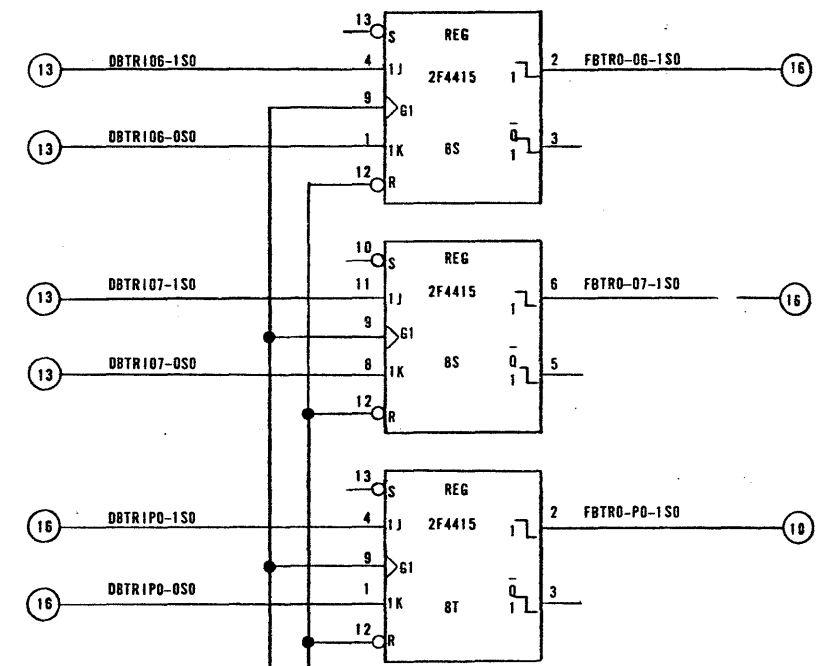 13
S
REG
13
DBTRI06-1S0
4
1J
2F4415
1
2
FBTR0-06-1S0
16
9
G1
13
DBTRI06-0S0
1
1K
8S
Q
1
3
12
R
10
S
REG
13
DBTRI07-1S0
11
1J
2F4415
1
6
FBTR0-07-1S0
16
9
G1
13
DBTRI07-0S0
8
1K
8S
Q
1
5
12
R
13
S
REG
16
DBTRIP0-1S0
4
1J
2F4415
1
2
FBTR0-P0-1S0
10
9
G1
16
DBTRIP0-0S0
1
1K
8T
Q
1
3
12
R